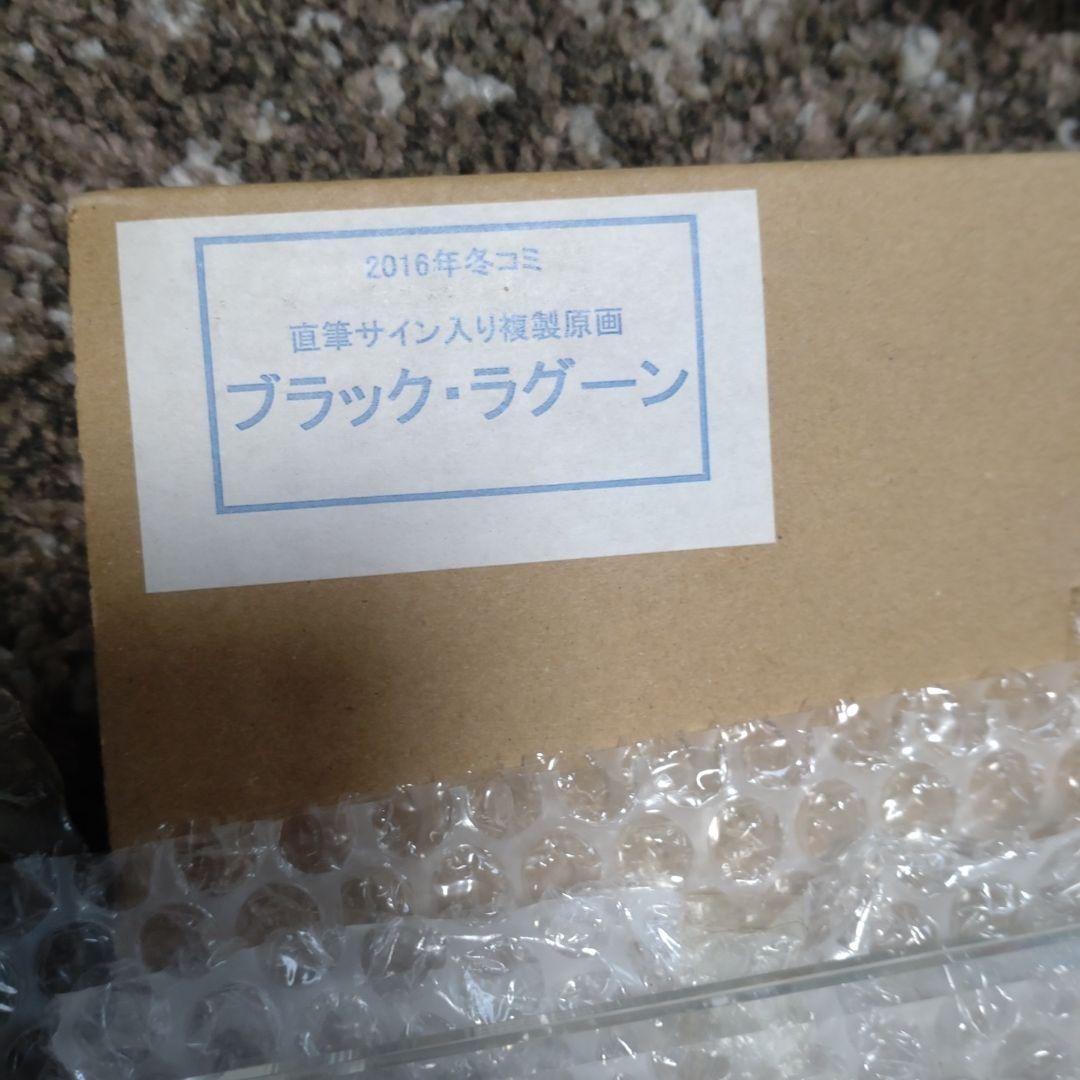 2016年冬コミ
直筆サイン入り複製原画
ブラック・ラグーン